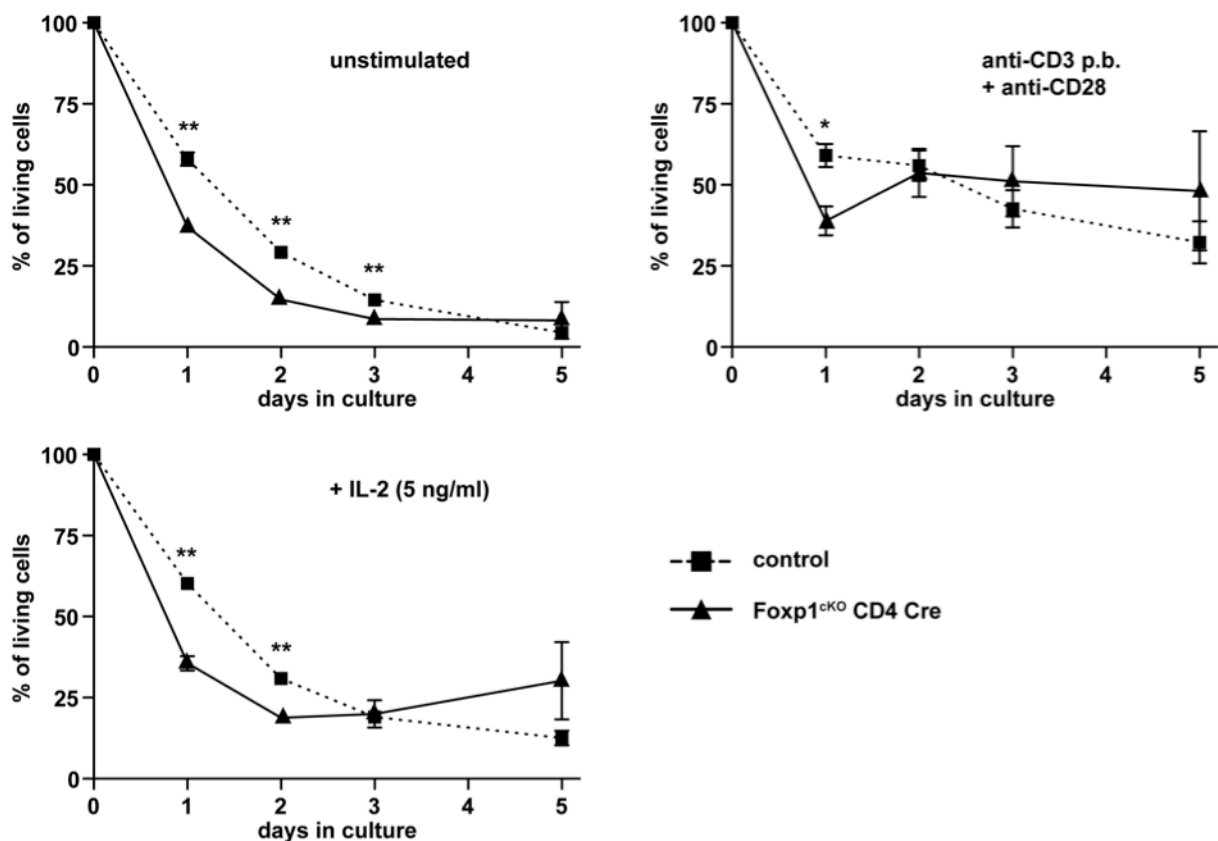 unstimulated
% of living cells
100
75
50
25
0
**
**
**
0 1 2 3 4 5
days in culture
anti-CD3 p.b.
+ anti-CD28
% of living cells
100
75
50
25
0
*
0 1 2 3 4 5
days in culture
+ IL-2 (5 ng/ml)
% of living cells
100
75
50
25
0
**
**
0 1 2 3 4 5
days in culture
control
Foxp1cKO CD4 Cre